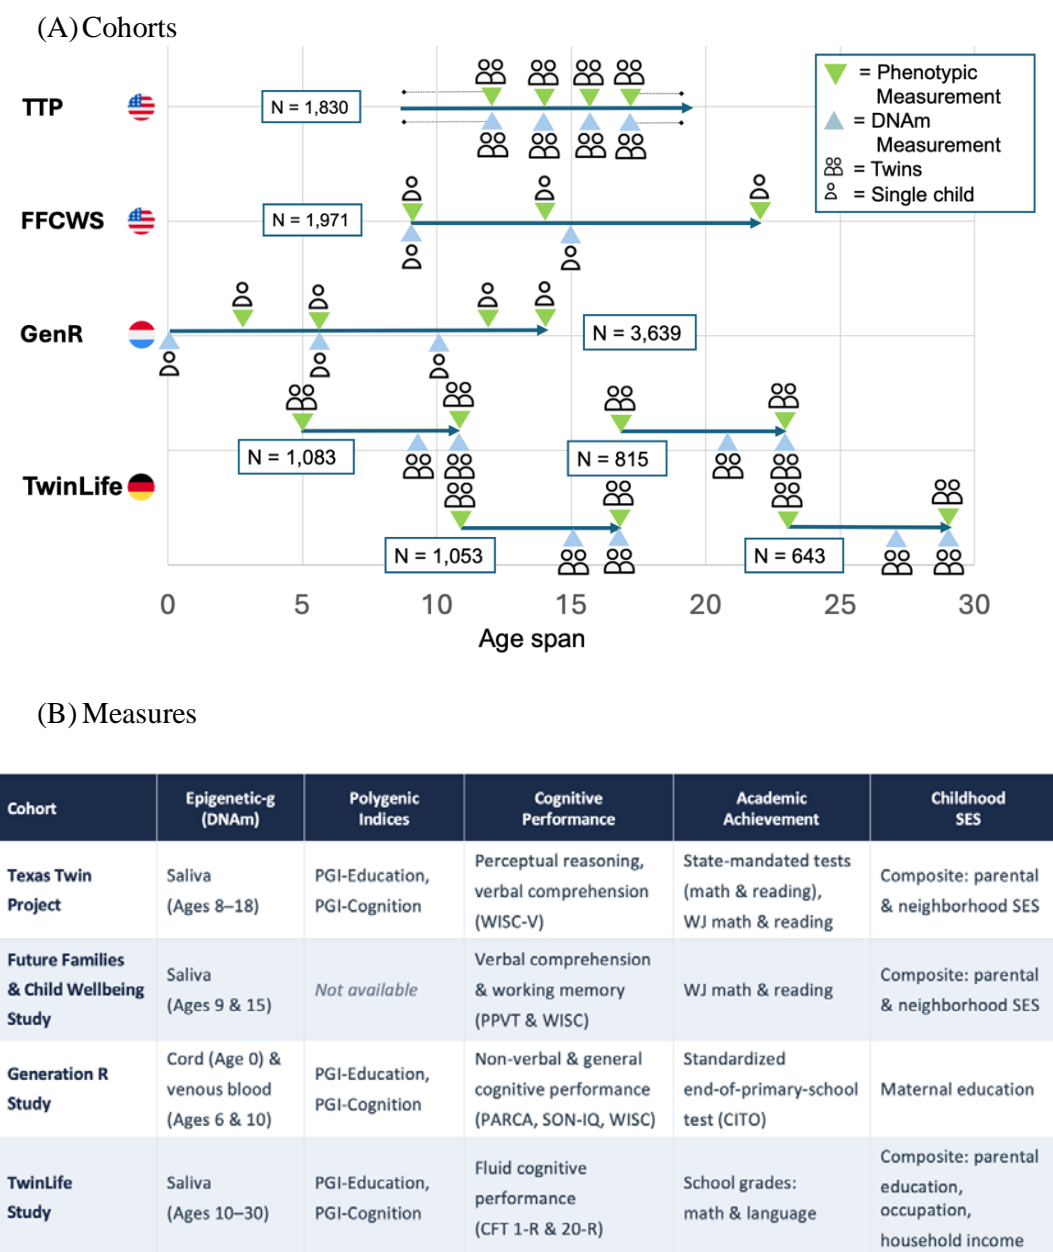 (A) Cohorts
= Phenotypic
Measurement
= DNAm
Measurement
= Twins
= Single child
TTP
N = 1,830
FFCWS
N = 1,971
GenR
N = 3,639
TwinLife
N = 1,083
N = 815
N = 1,053
N = 643
0 5 10 15 20 25 30
Age span
(B) Measures
Cohort
Epigenetic-g
(DNAm)
Polygenic
Indices
Cognitive
Performance
Academic
Achievement
Childhood
SES
Texas Twin
Project
Saliva
(Ages 8–18)
PGI-Education,
PGI-Cognition
Perceptual reasoning,
verbal comprehension
(WISC-V)
State-mandated tests
(math & reading),
WJ math & reading
Composite: parental
& neighborhood SES
Future Families
& Child Wellbeing
Study
Saliva
(Ages 9 & 15)
Not available
Verbal comprehension
& working memory
(PPVT & WISC)
WJ math & reading
Composite: parental
& neighborhood SES
Generation R
Study
Cord (Age 0) &
venous blood
(Ages 6 & 10)
PGI-Education,
PGI-Cognition
Non-verbal & general
cognitive performance
(PARCA, SON-IQ, WISC)
Standardized
end-of-primary-school
test (CITO)
Maternal education
TwinLife
Study
Saliva
(Ages 10–30)
PGI-Education,
PGI-Cognition
Fluid cognitive
performance
(CFT 1-R & 20-R)
School grades:
math & language
Composite: parental
education,
occupation,
household income